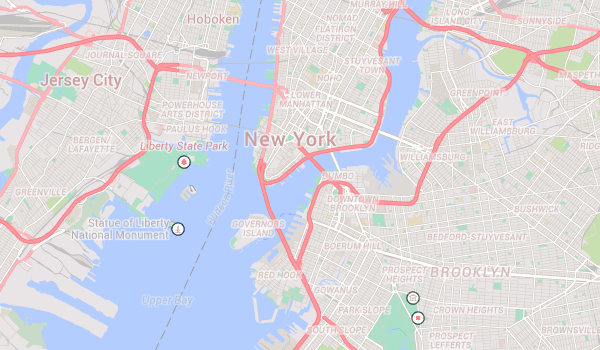 MURRAY HILL
Hoboken
NOMAD
FLATIRON
DISTRICT
LONG
ISLAND CITY
SUNNYSIDE
JOURNAL SQUARE
WEST VILLAGE
STUYVESANT
TOWN
NEWPORT
NOHO
MASPETH
Jersey City
LOWER
MANHATTAN
GREENPOINT
POWERHOUSE
ARTS DISTRICT
PAULUS HOOK
EAST
WILLIAMSBURG
BERGEN/
LAFAYETTE
Liberty State Park
New York
RIDG
WILLIAMSBURG
GREENVILLE
DUMBO
DOWNTOWN
BROOKLYN
BUSHWICK
Statue of Liberty
National Monument
GOVERNORS
ISLAND
BEDFORD-STUYVESANT
BOERUM HILL
RED HOOK
PROSPECT
HEIGHTS
BROOKLYN
GOWANUS
Upper Bay
PARK SLOPE
CROWN HEIGHTS
SOUTH SLOPE
BROWNSVILLE
PROSPECT
LEFFERTS